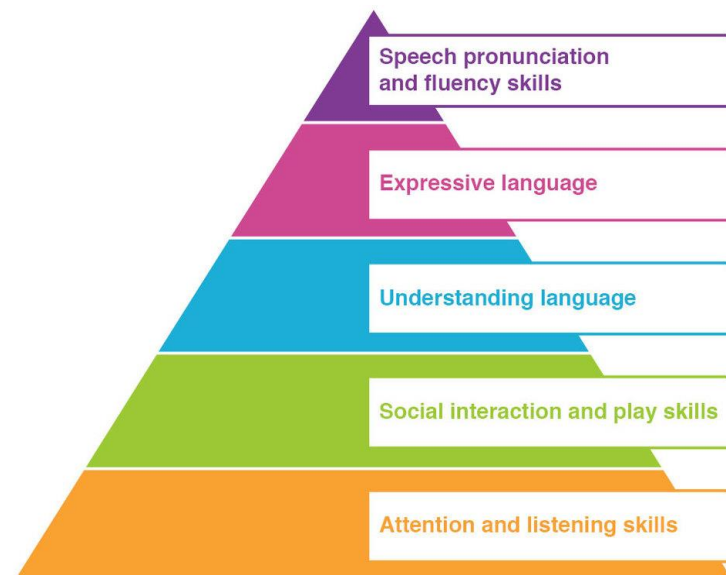 Speech pronunciation
and fluency skills
Expressive language
Understanding language
Social interaction and play skills
Attention and listening skills